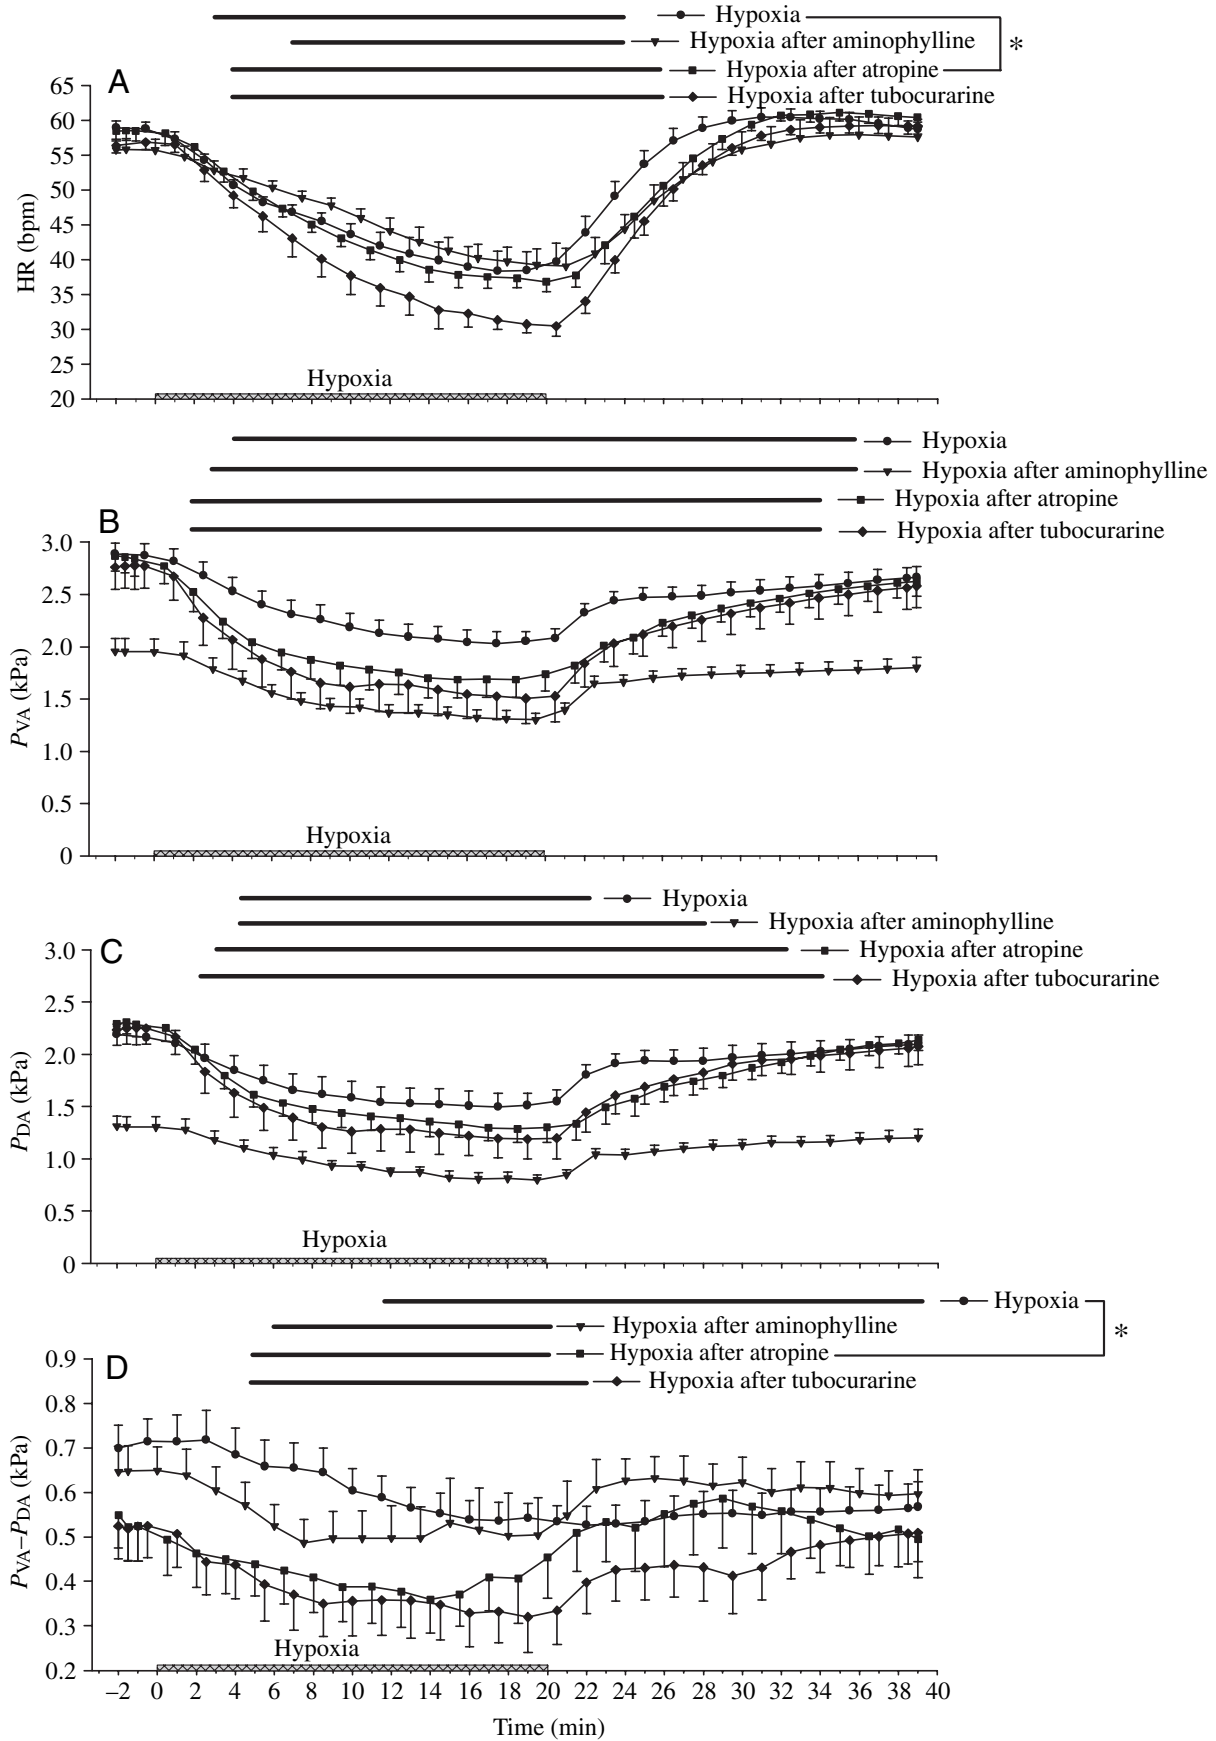 Hypoxia
Hypoxia after aminophylline
*
Hypoxia after atropine
Hypoxia after tubocurarine
A
65
60
55
50
45
40
35
30
25
20
HR (bpm)
Hypoxia
Hypoxia
Hypoxia after aminophylline
Hypoxia after atropine
Hypoxia after tubocurarine
B
3.0
2.5
2.0
1.5
1.0
0.5
0
PVA (kPa)
Hypoxia
Hypoxia
Hypoxia after aminophylline
Hypoxia after atropine
Hypoxia after tubocurarine
C
3.0
2.5
2.0
1.5
1.0
0.5
0
PDA (kPa)
Hypoxia
Hypoxia
Hypoxia after aminophylline
*
Hypoxia after atropine
Hypoxia after tubocurarine
D
0.9
0.8
0.7
0.6
0.5
0.4
0.3
0.2
PVA–PDA (kPa)
Hypoxia
–2 0 2 4 6 8 10 12 14 16 18 20 22 24 26 28 30 32 34 36 38 40
Time (min)